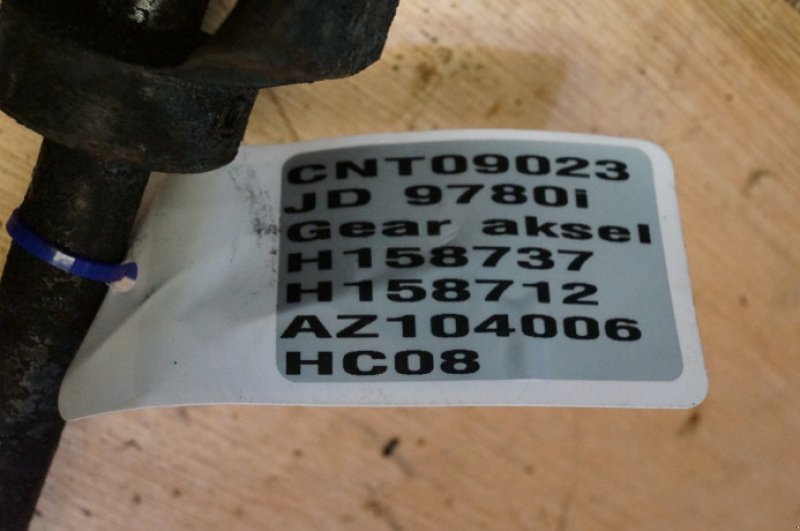 CNT09023
JD 9780i
Gear aksel
H158737
H158712
AZ104006
HC08